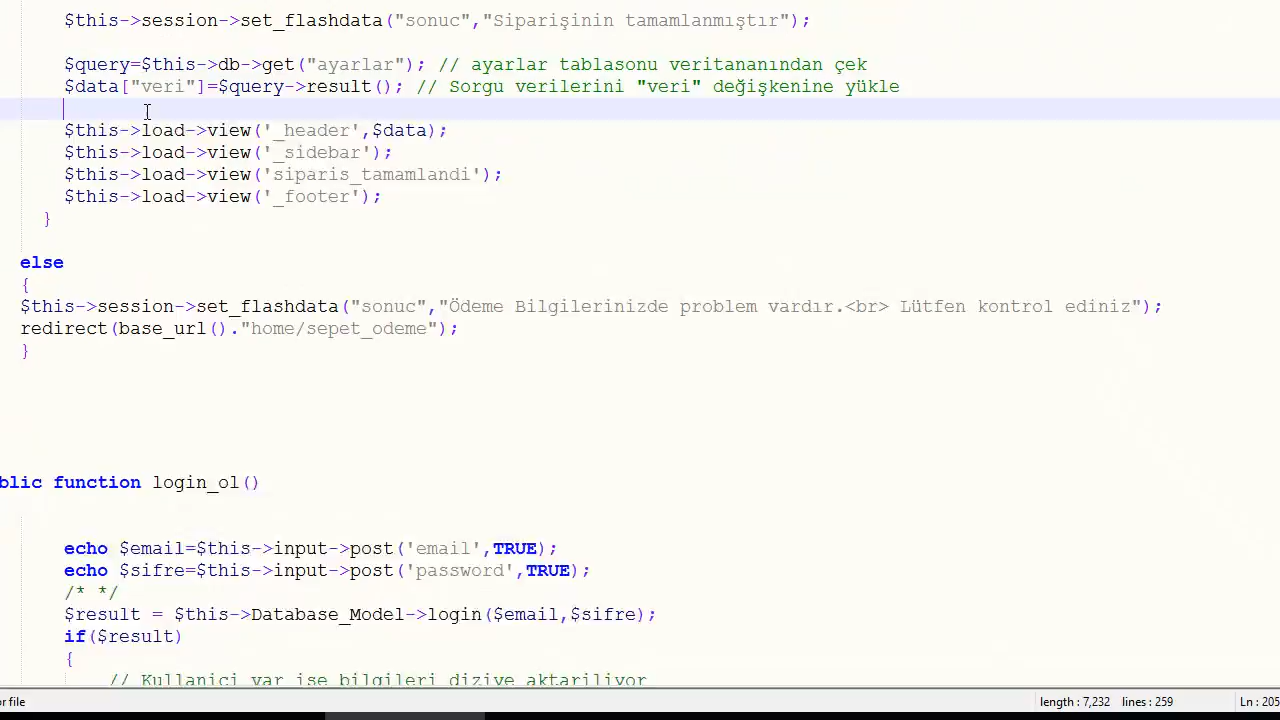 $this->session->set_flashdata("sonuc","Siparişinin tamamlanmıştır");
$query=$this->db->get("ayarlar"); // ayarlar tablasonu veritananından çek
$data["veri"]=$query->result(); // Sorgu verilerini "veri" değişkenine yükle
$this->load->view('_header',$data);
$this->load->view('_sidebar');
$this->load->view('siparis_tamamlandi');
$this->load->view('_footer');
}
else
{
$this->session->set_flashdata("sonuc","Ödeme Bilgilerinizde problem vardır.<br> Lütfen kontrol ediniz");
redirect(base_url()."home/sepet_odeme");
}
blic function login_ol()
echo $email=$this->input->post('email',TRUE);
echo $sifre=$this->input->post('password',TRUE);
/* */
$result = $this->Database_Model->login($email,$sifre);
if($result)
{
// Kullanici var ise bilgileri diziye aktariliyor
or file length : 7,232 lines : 259 Ln : 205